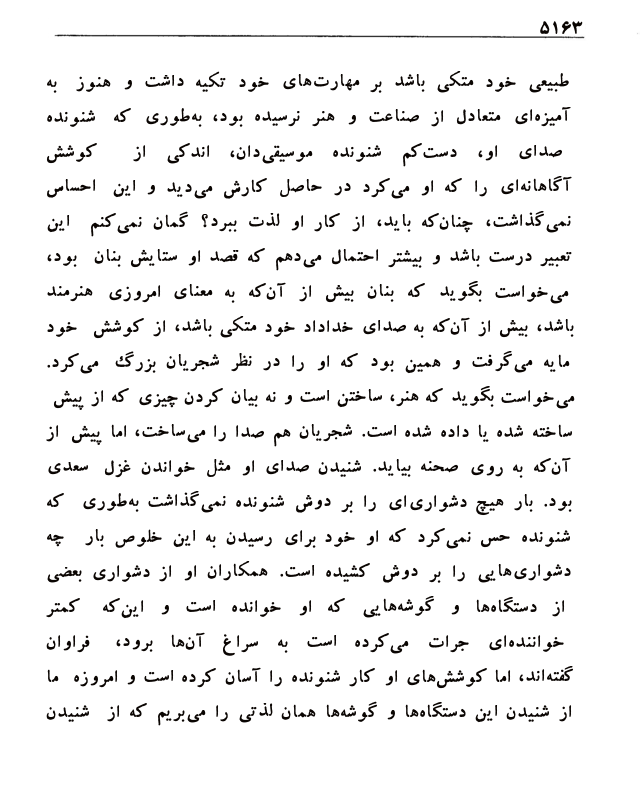 ۵۱۶۳
طبیعی خود متکی باشد بر مهارت‌های خود تکیه داشت و هنوز به
آمیزه‌ای متعادل از صناعت و هنر نرسیده بود، به‌طوری که شنونده
صدای او، دست‌کم شنونده موسیقی‌دان، اندکی از کوشش
آگاهانه‌ای را که او می‌کرد در حاصل کارش می‌دید و این احساس
نمی‌گذاشت، چنان‌که باید، از کار او لذت ببرد؟ گمان نمی‌کنم این
تعبیر درست باشد و بیشتر احتمال می‌دهم که قصد او ستایش بنان بود،
می‌خواست بگوید که بنان بیش از آن‌که به معنای امروزی هنرمند
باشد، بیش از آن‌که به صدای خداداد خود متکی باشد، از کوشش خود
مایه می‌گرفت و همین بود که او را در نظر شجریان بزرگ می‌کرد.
می‌خواست بگوید که هنر، ساختن است و نه بیان کردن چیزی که از پیش
ساخته شده یا داده شده است. شجریان هم صدا را می‌ساخت، اما پیش از
آن‌که به روی صحنه بیاید. شنیدن صدای او مثل خواندن غزل سعدی
بود. بار هیچ دشواری‌ای را بر دوش شنونده نمی‌گذاشت به‌طوری که
شنونده حس نمی‌کرد که او خود برای رسیدن به این خلوص بار چه
دشواری‌هایی را بر دوش کشیده است. همکاران او از دشواری بعضی
از دستگاه‌ها و گوشه‌هایی که او خوانده است و این‌که کمتر
خواننده‌ای جرات می‌کرده است به سراغ آن‌ها برود، فراوان
گفته‌اند، اما کوشش‌های او کار شنونده را آسان کرده است و امروزه ما
از شنیدن این دستگاه‌ها و گوشه‌ها همان لذتی را می‌بریم که از شنیدن